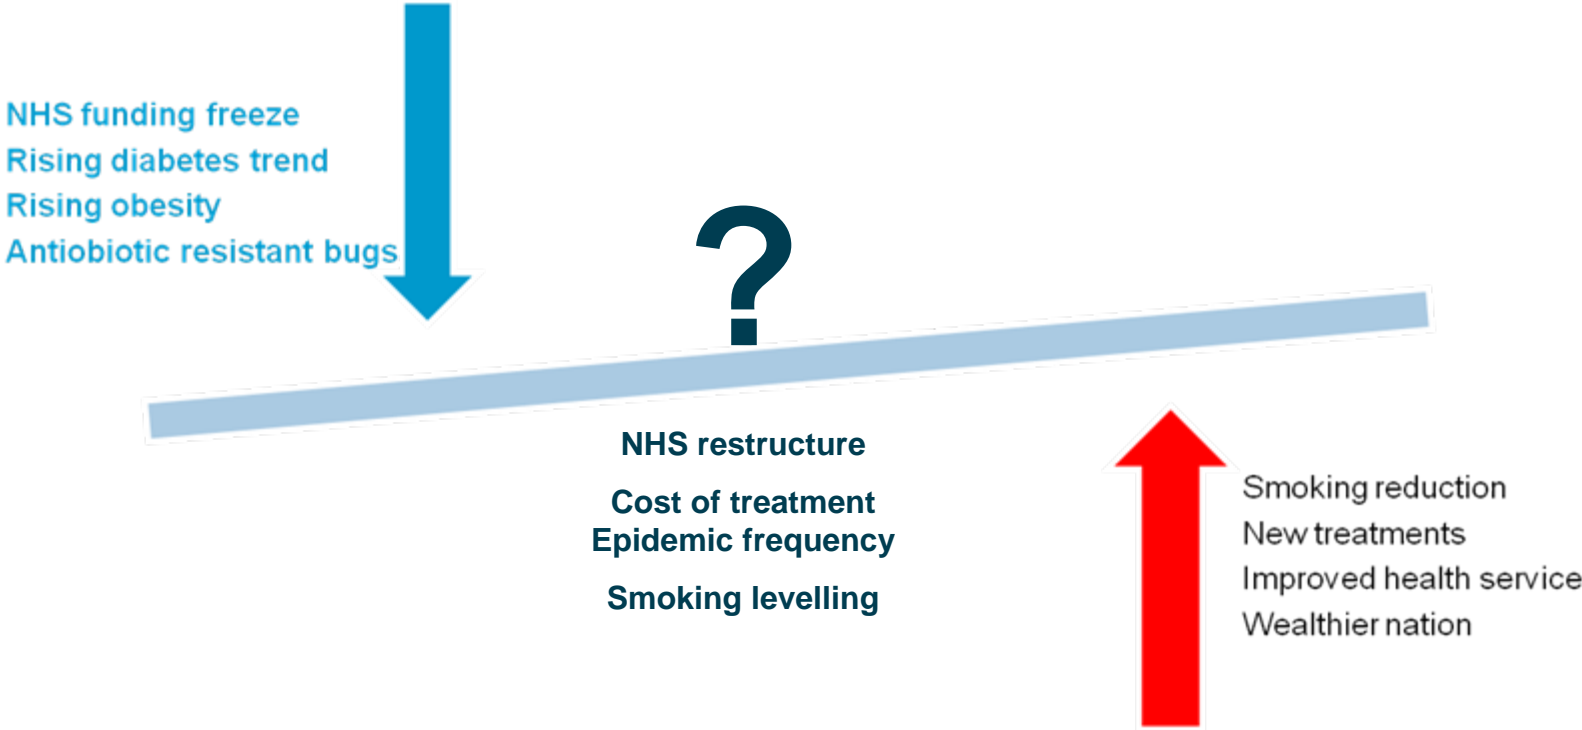 NHS funding freeze
Rising diabetes trend
Rising obesity
Antiobiotic resistant bugs
?
NHS restructure
Cost of treatment
Epidemic frequency
Smoking levelling
Smoking reduction
New treatments
Improved health service
Wealthier nation